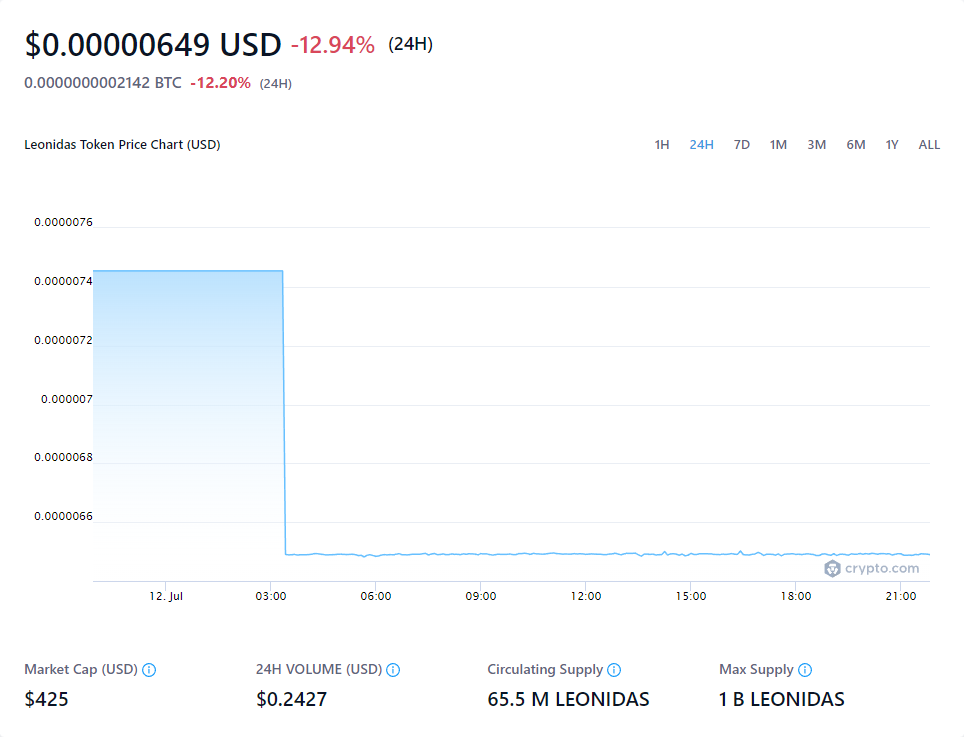 $0.00000649 USD -12.94% (24H)
0.0000000002142 BTC -12.20% (24H)
Leonidas Token Price Chart (USD) 1H 24H 7D 1M 3M 6M 1Y ALL
0.0000076
0.0000074
0.0000072
0.000007
0.0000068
0.0000066
crypto.com
12. Jul 03:00 06:00 09:00 12:00 15:00 18:00 21:00
Market Cap (USD) 24H VOLUME (USD) Circulating Supply Max Supply
$425 $0.2427 65.5 M LEONIDAS 1 B LEONIDAS